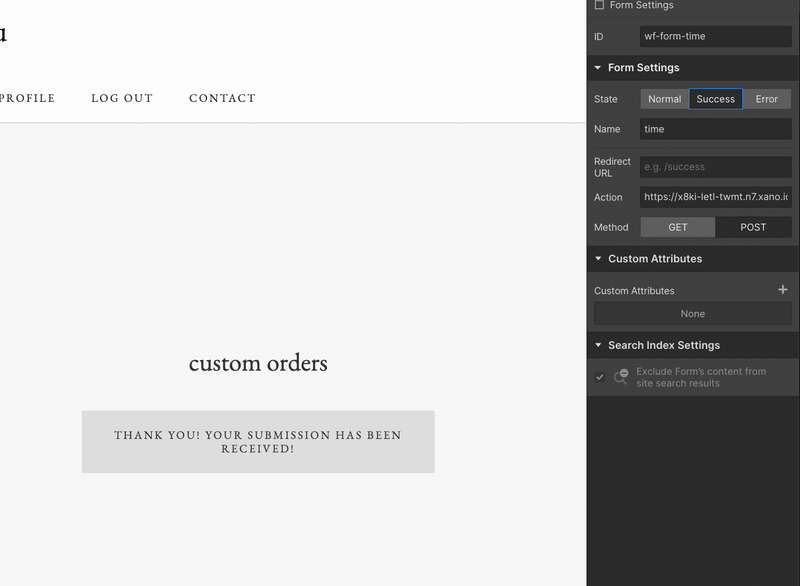 PROFILE
LOG OUT
CONTACT
custom orders
THANK YOU! YOUR SUBMISSION HAS BEEN
RECEIVED!
Form Settings
ID
wf-form-time
Form Settings
State
Normal
Success
Error
Name
time
Redirect
URL
e.g. /success
Action
https://x8ki-letl-twmt.n7.xano.io
Method
GET
POST
Custom Attributes
Custom Attributes
None
Search Index Settings
Exclude Form's content from
site search results